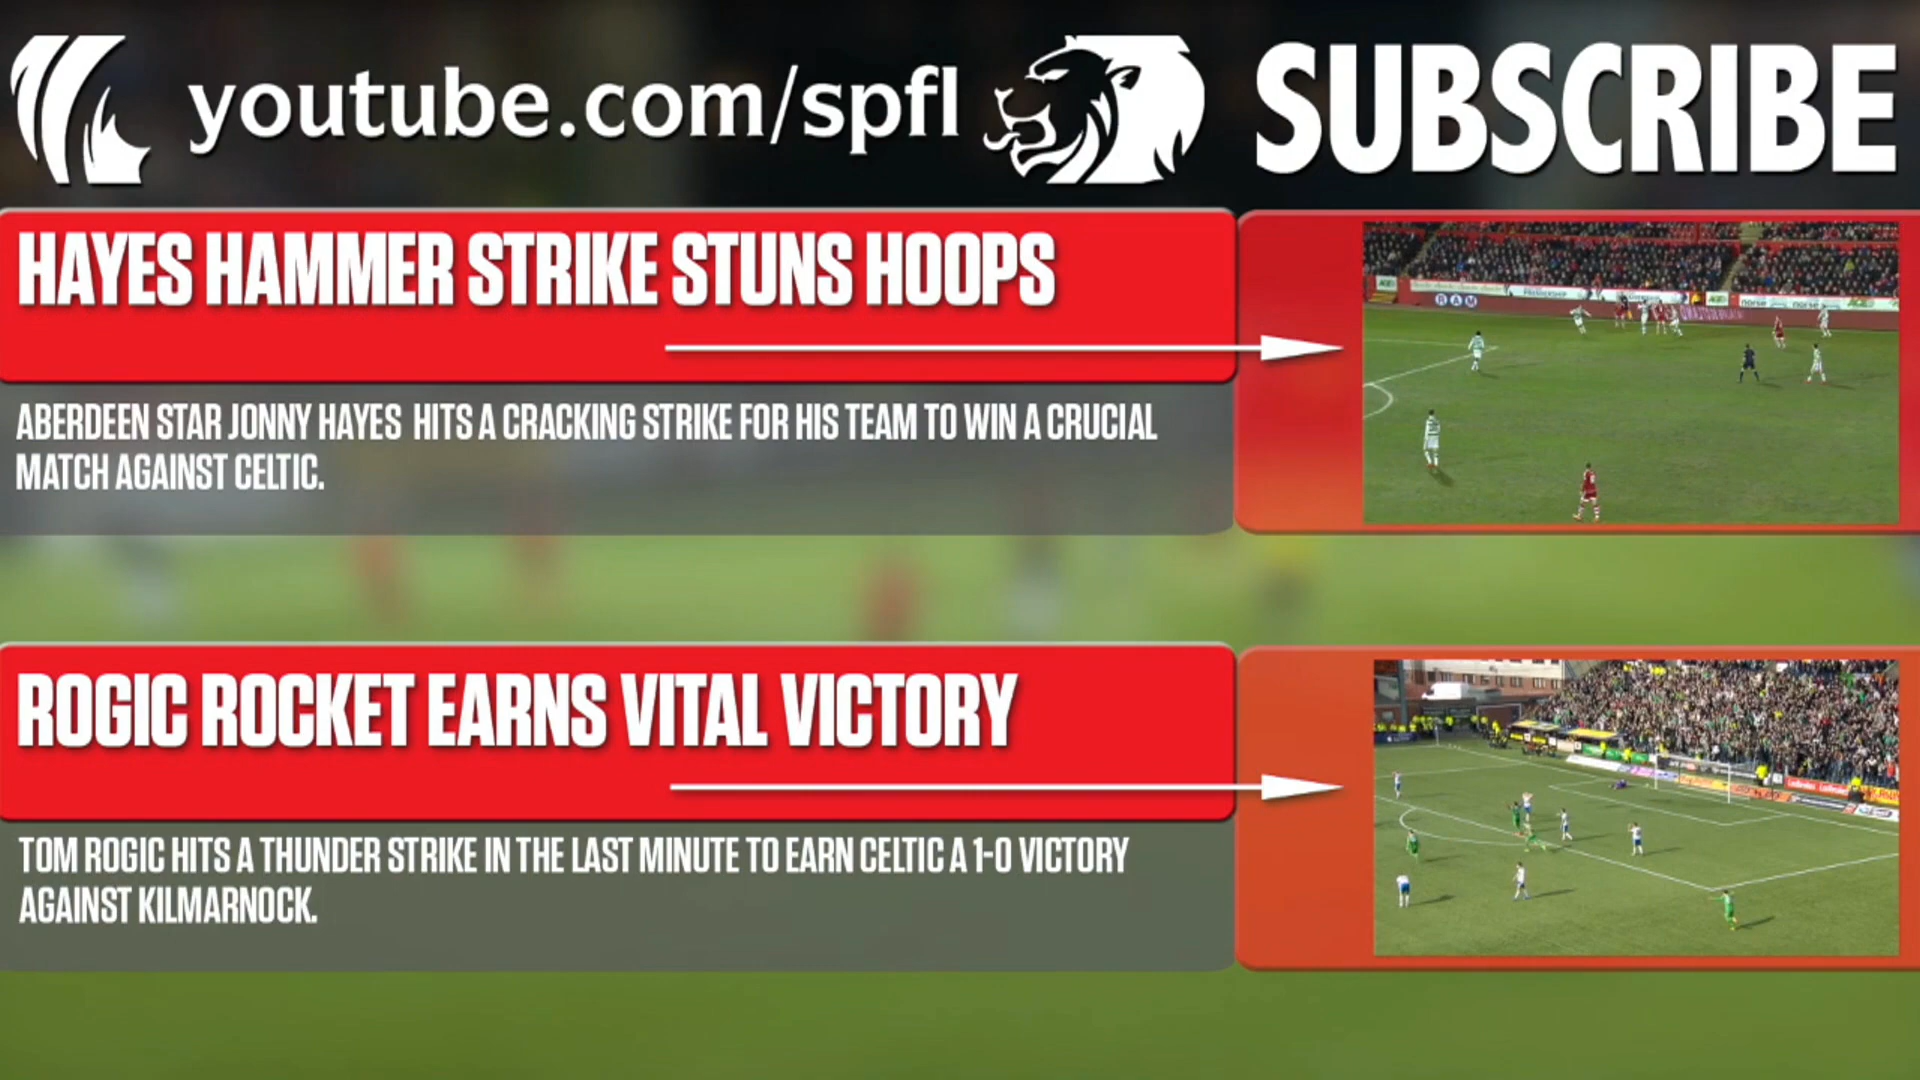 youtube.com/spfl SUBSCRIBE
HAYES HAMMER STRIKE STUNS HOOPS
ABERDEEN STAR JONNY HAYES HITS A CRACKING STRIKE FOR HIS TEAM TO WIN A CRUCIAL
MATCH AGAINST CELTIC.
RAM
norse
ROGIC ROCKET EARNS VITAL VICTORY
TOM ROGIC HITS A THUNDER STRIKE IN THE LAST MINUTE TO EARN CELTIC A 1-0 VICTORY
AGAINST KILMARNOCK.